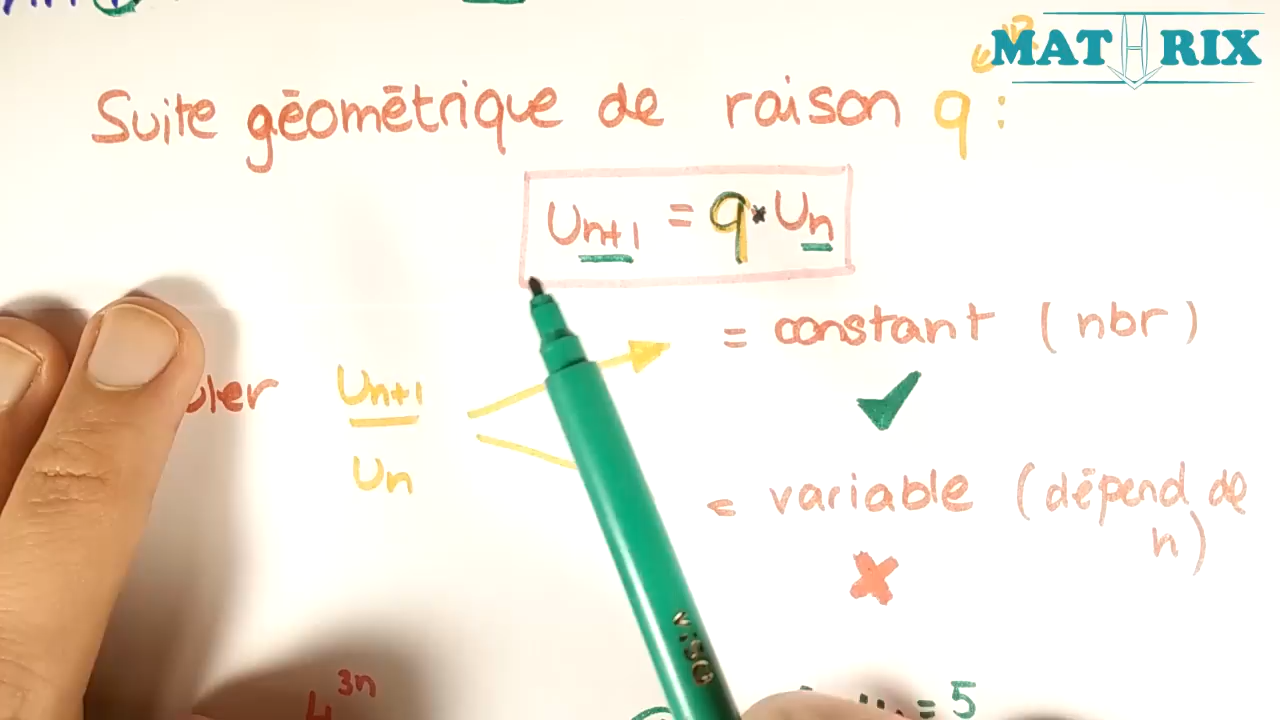 MATHRIX
Suite géométrique de raison q :
Un+1 = q * Un
= constant (nbr)
Un+1
Un
= variable (dépend de
n)
4^3n
= 5